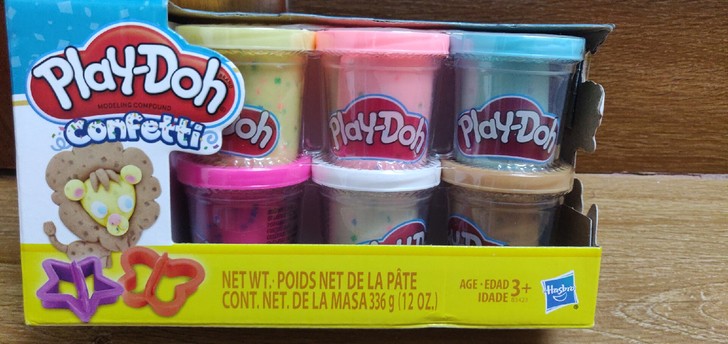 Play-Doh
MODELING COMPOUND
Confetti
Doh
Play-Doh
Play-Doh
NET WT. · POIDS NET DE LA PÂTE
CONT. NET. DE LA MASA 336 g (12 OZ.)
AGE · EDAD 3+
IDADE
Hasbro